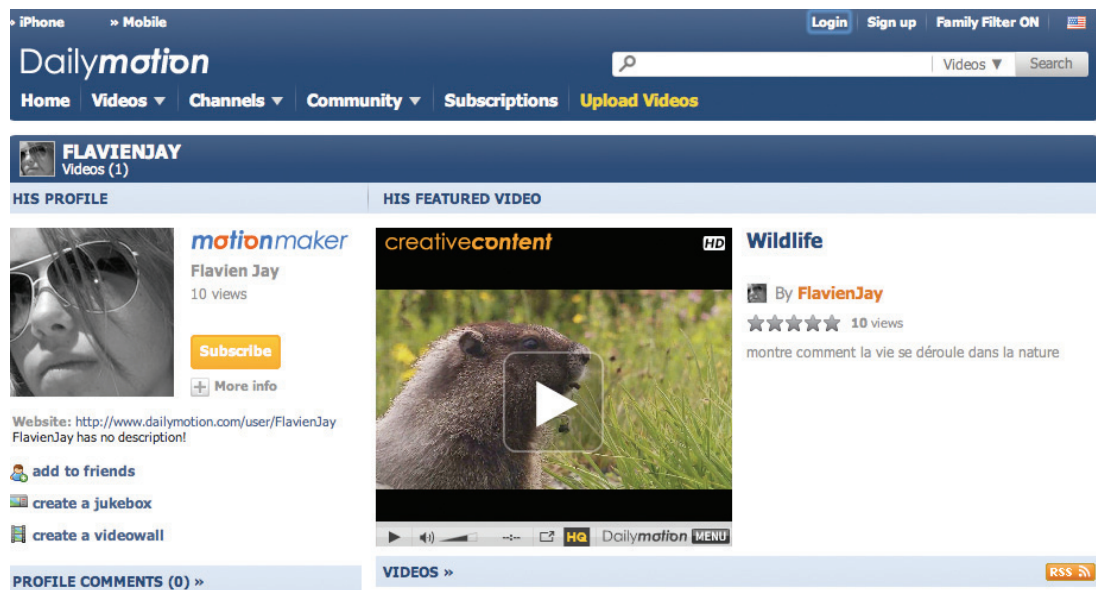 » iPhone » Mobile Login Sign up Family Filter ON
Dailymotion
Videos ▼ Search
Home Videos ▼ Channels ▼ Community ▼ Subscriptions Upload Videos
FLAVIENJAY
Videos (1)
HIS PROFILE
motionmaker
Flavien Jay
10 views
Subscribe
More info
Website: http://www.dailymotion.com/user/FlavienJay
FlavienJay has no description!
add to friends
create a jukebox
create a videowall
PROFILE COMMENTS (0) »
HIS FEATURED VIDEO
creativecontent HD
--:-- HQ Dailymotion MENU
Wildlife
By FlavienJay
10 views
montre comment la vie se déroule dans la nature
VIDEOS »
RSS